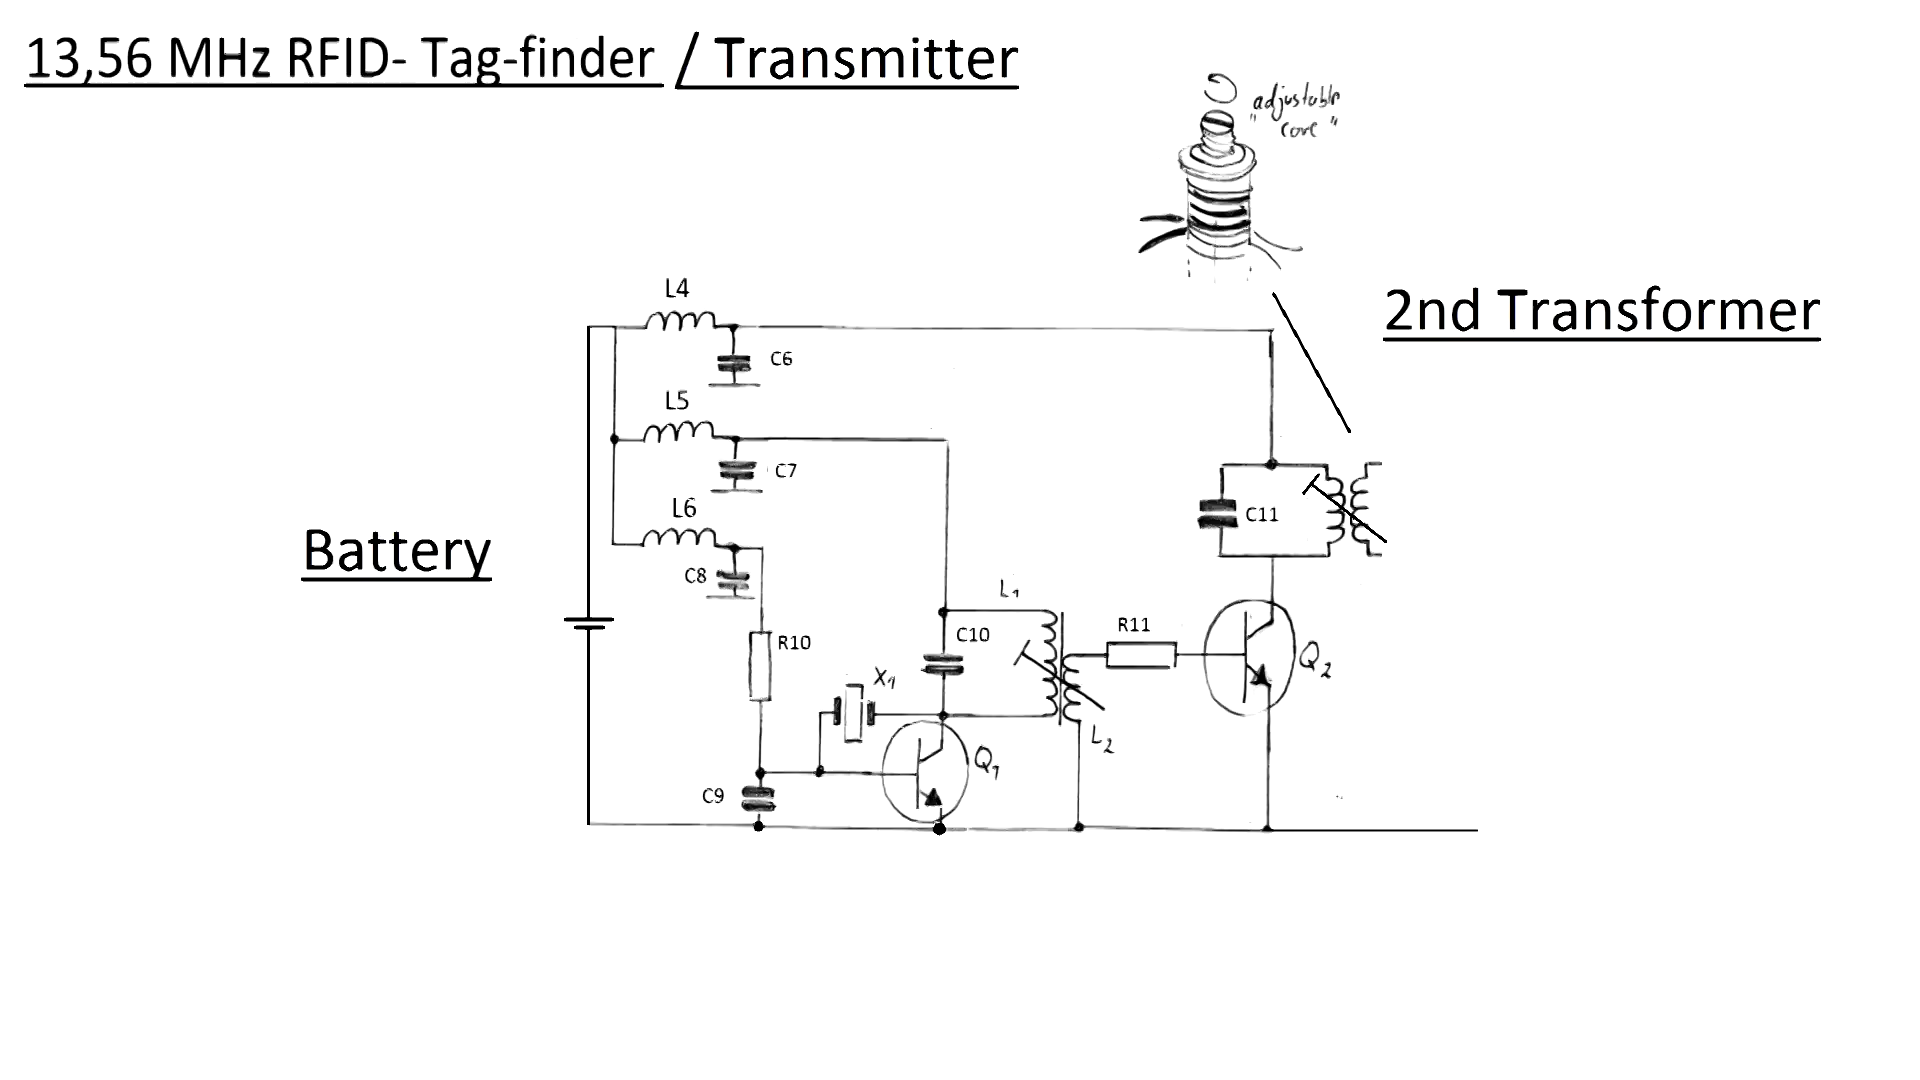 13,56 MHz RFID- Tag-finder / Transmitter
"adjustable
core"
L4
2nd Transformer
C6
L5
C7
L6
C11
Battery
C8
L1
R10
C10
R11
X1
Q2
L2
Q1
C9